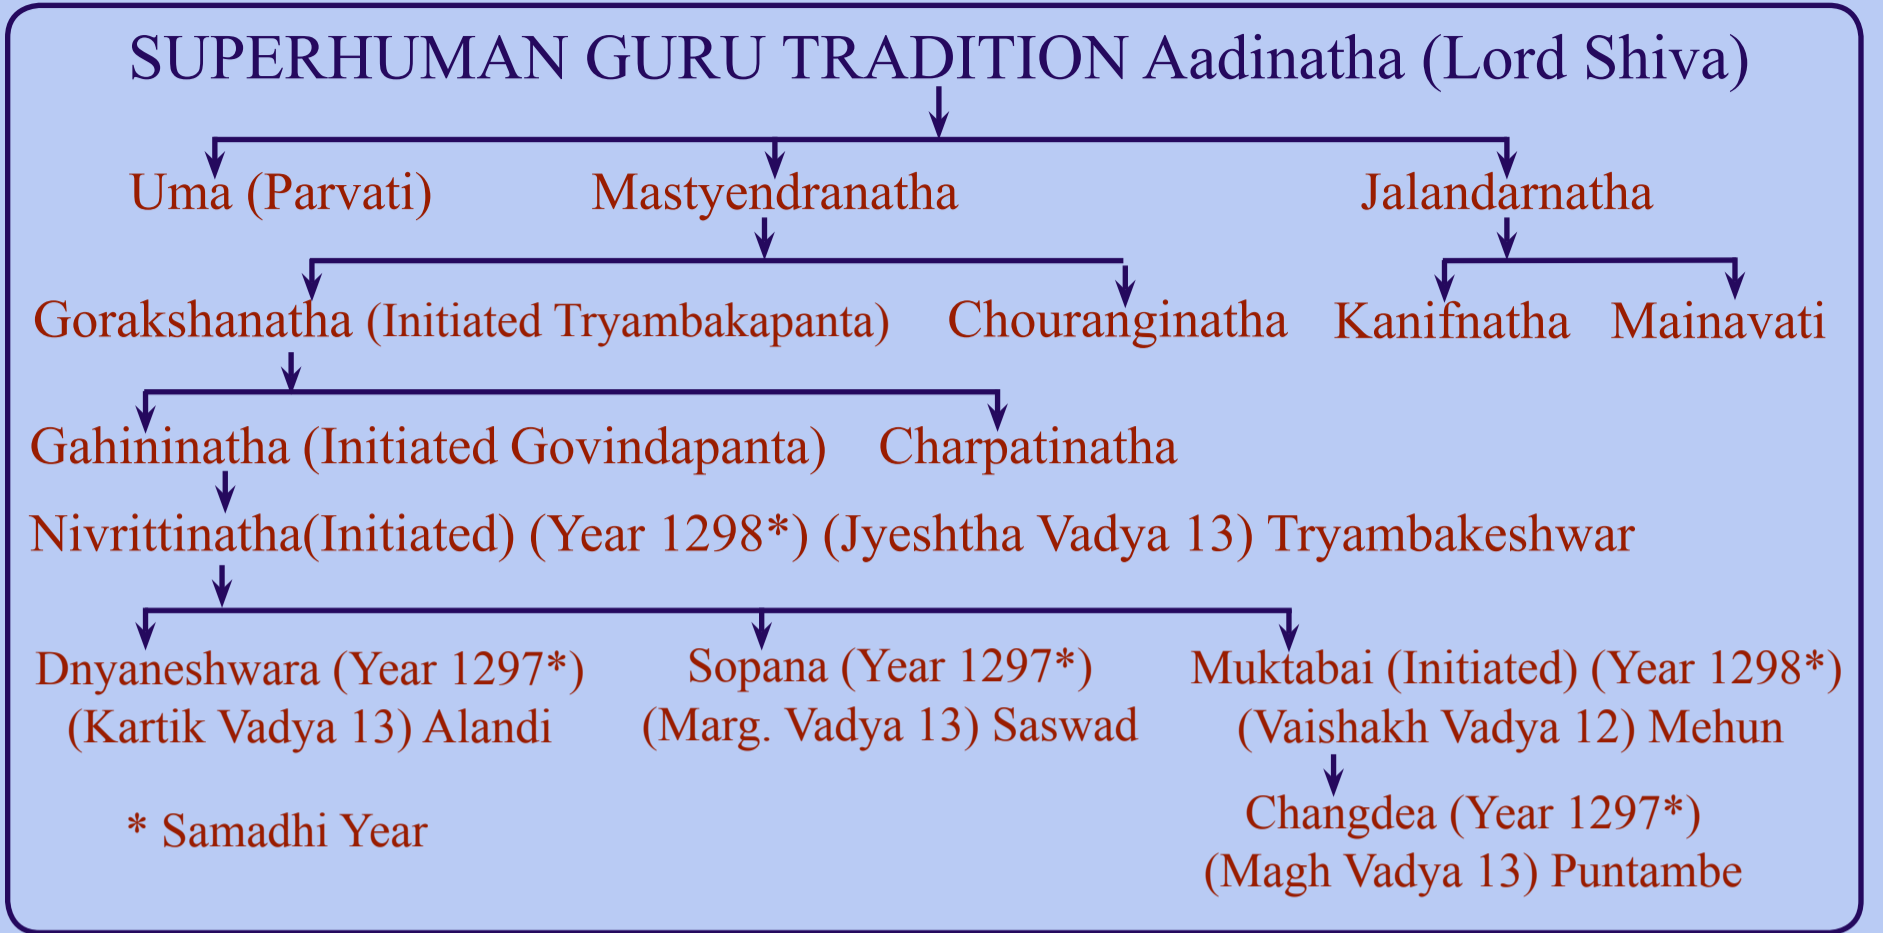 SUPERHUMAN GURU TRADITION Aadinatha (Lord Shiva)
Uma (Parvati) Mastyendranatha Jalandarnatha
Gorakshanatha (Initiated Tryambakapanta) Chouranginatha Kanifnatha Mainavati
Gahininatha (Initiated Govindapanta) Charpatinatha
Nivrittinatha(Initiated) (Year 1298*) (Jyeshtha Vadya 13) Tryambakeshwar
Dnyaneshwara (Year 1297*) Sopana (Year 1297*) Muktabai (Initiated) (Year 1298*)
(Kartik Vadya 13) Alandi (Marg. Vadya 13) Saswad (Vaishakh Vadya 12) Mehun
Changdea (Year 1297*)
* Samadhi Year
(Magh Vadya 13) Puntambe